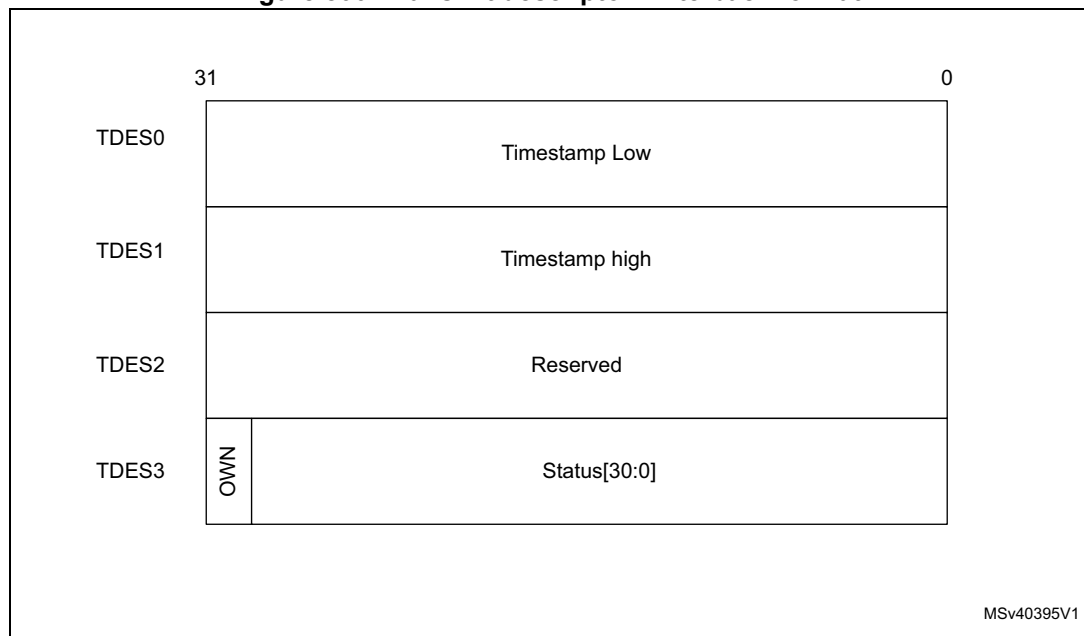 31 0
TDES0 Timestamp Low
TDES1 Timestamp high
TDES2 Reserved
TDES3 OWN Status[30:0]
MSv40395V1